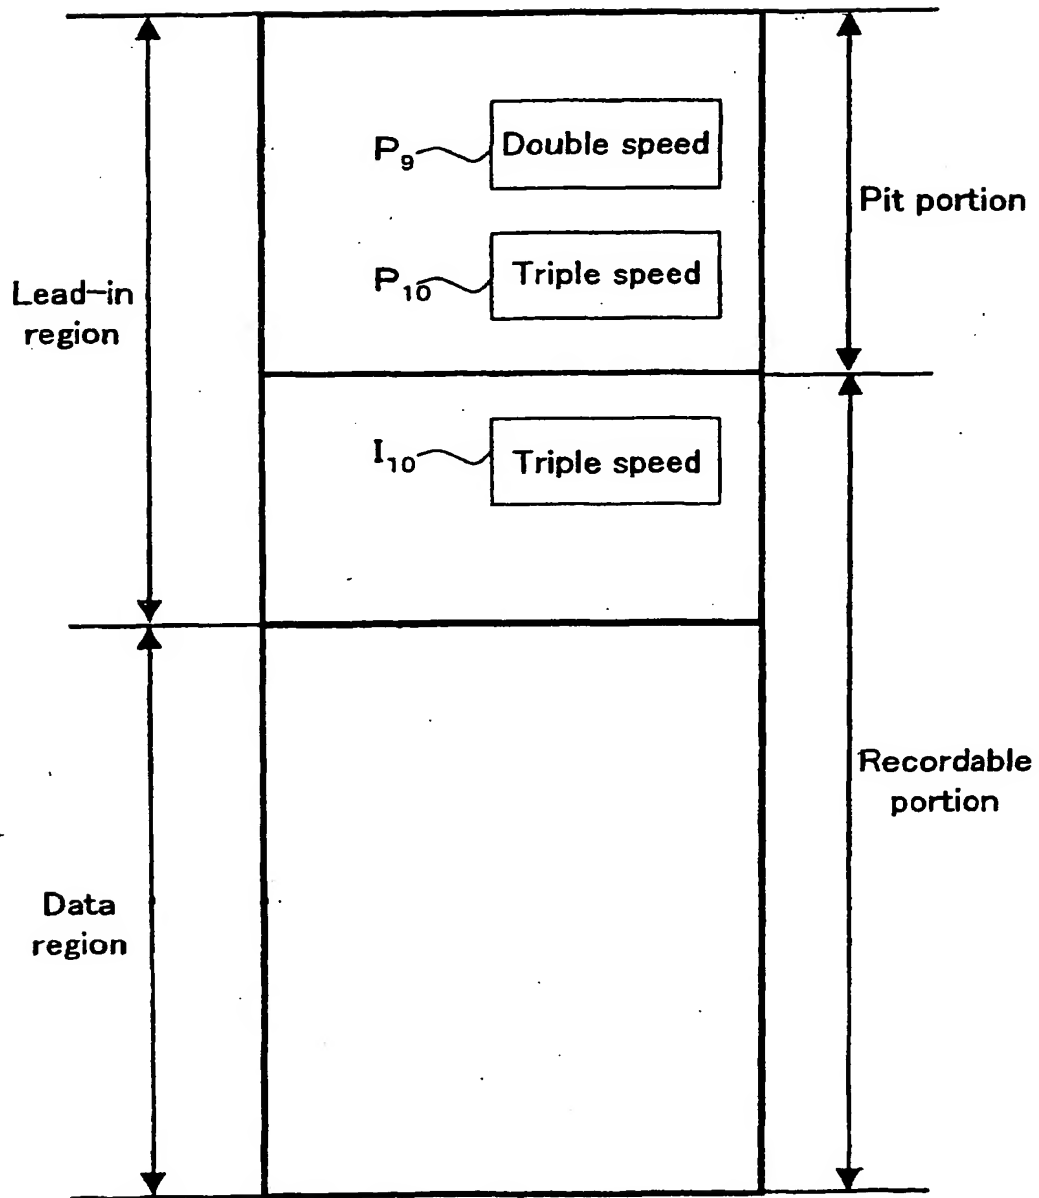 P₉
Double speed
Pit portion
P₁₀
Triple speed
Lead-in
region
I₁₀
Triple speed
Recordable
portion
Data
region